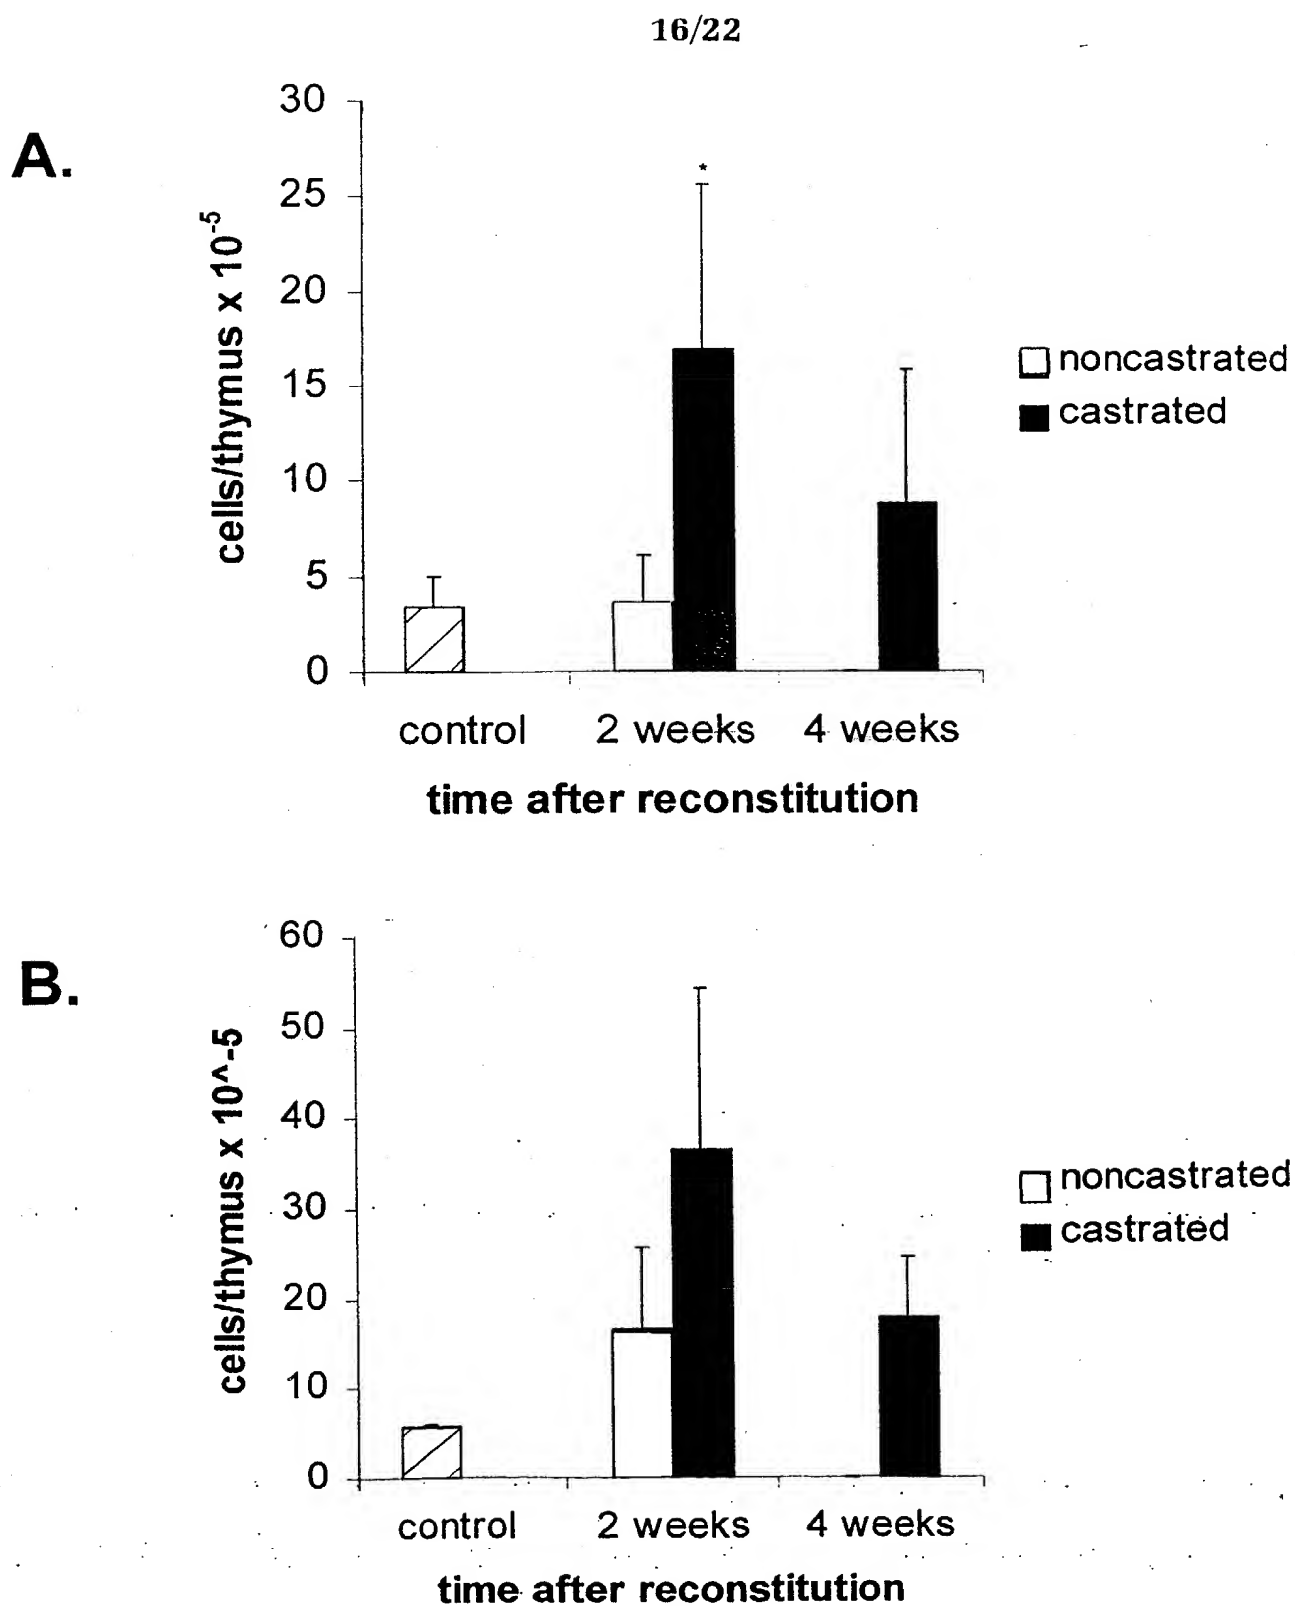 16/22
A.
cells/thymus x 10⁻⁵
30
25
20
15
10
5
0
*
noncastrated
castrated
control 2 weeks 4 weeks
time after reconstitution
B.
cells/thymus x 10^-5
60
50
40
30
20
10
0
noncastrated
castrated
control 2 weeks 4 weeks
time after reconstitution